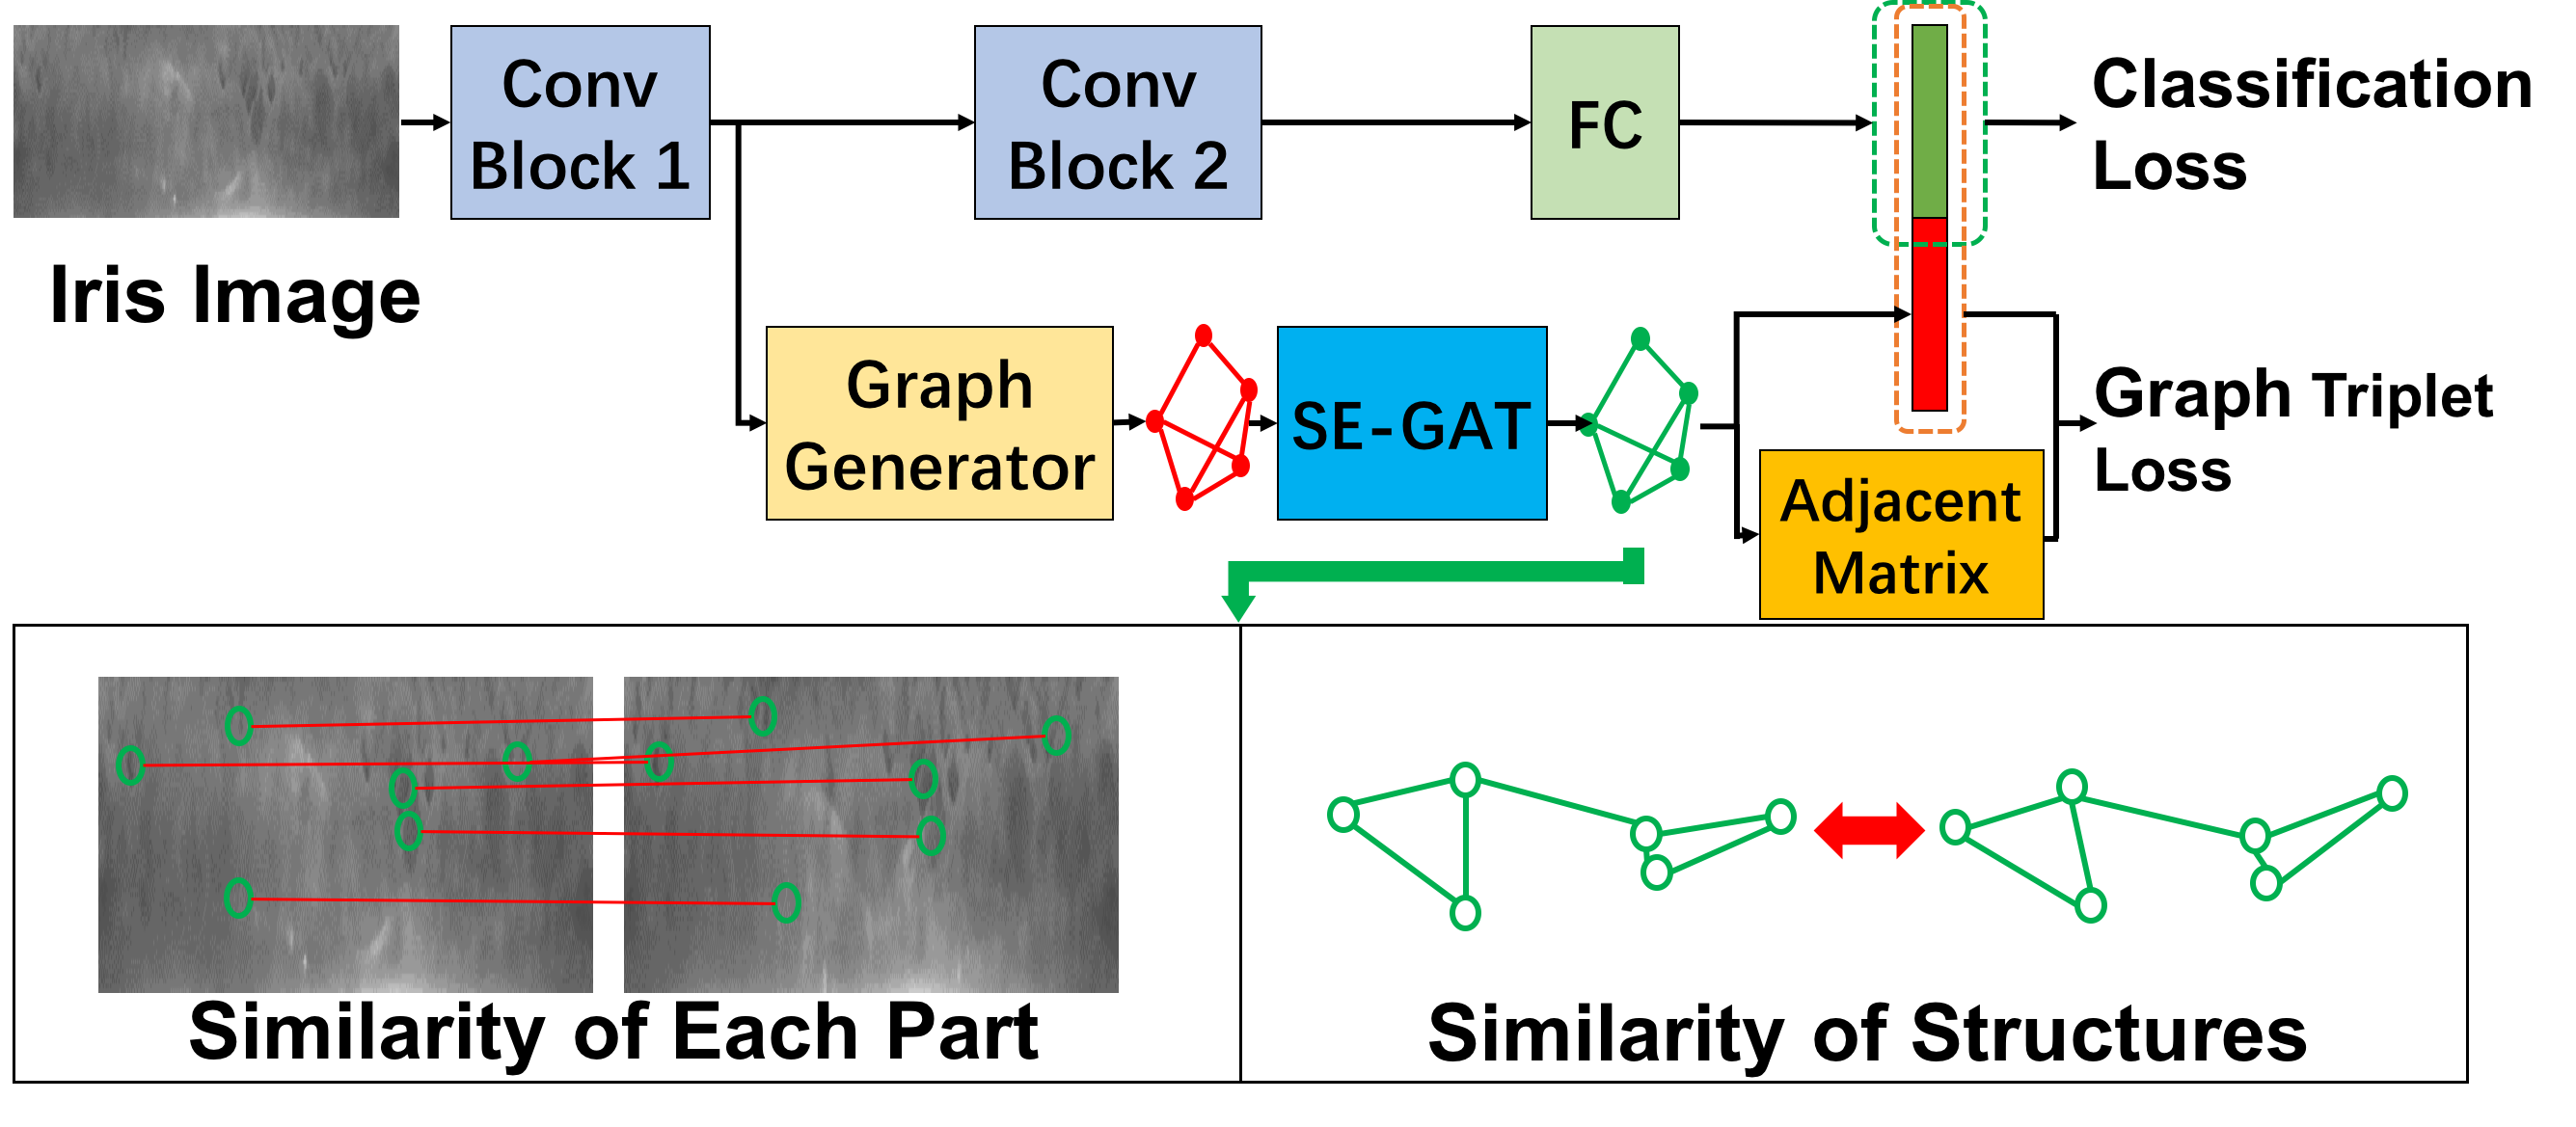 Iris Image
Conv
Block 1
Conv
Block 2
FC
Classification
Loss
Graph
Generator
SE-GAT
Adjacent
Matrix
Graph Triplet
Loss
Similarity of Each Part
Similarity of Structures